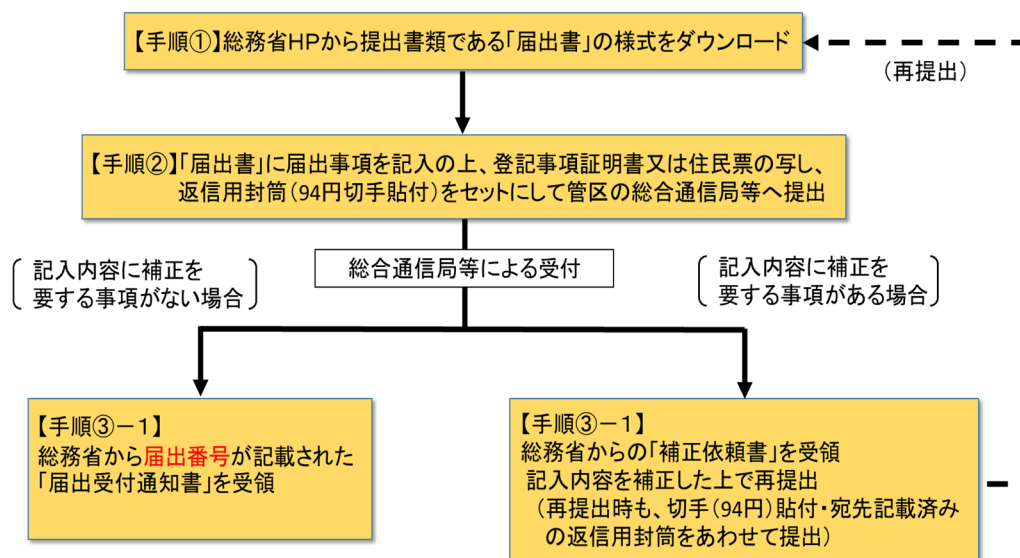 【手順①】総務省HPから提出書類である「届出書」の様式をダウンロード
（再提出）
【手順②】「届出書」に届出事項を記入の上、登記事項証明書又は住民票の写し、
返信用封筒（94円切手貼付）をセットにして管区の総合通信局等へ提出
総合通信局等による受付
記入内容に補正を
要する事項がない場合
記入内容に補正を
要する事項がある場合
【手順③－１】
総務省から届出番号が記載された
「届出受付通知書」を受領
【手順③－１】
総務省からの「補正依頼書」を受領
記入内容を補正した上で再提出
（再提出時も、切手（94円）貼付・宛先記載済み
の返信用封筒をあわせて提出）